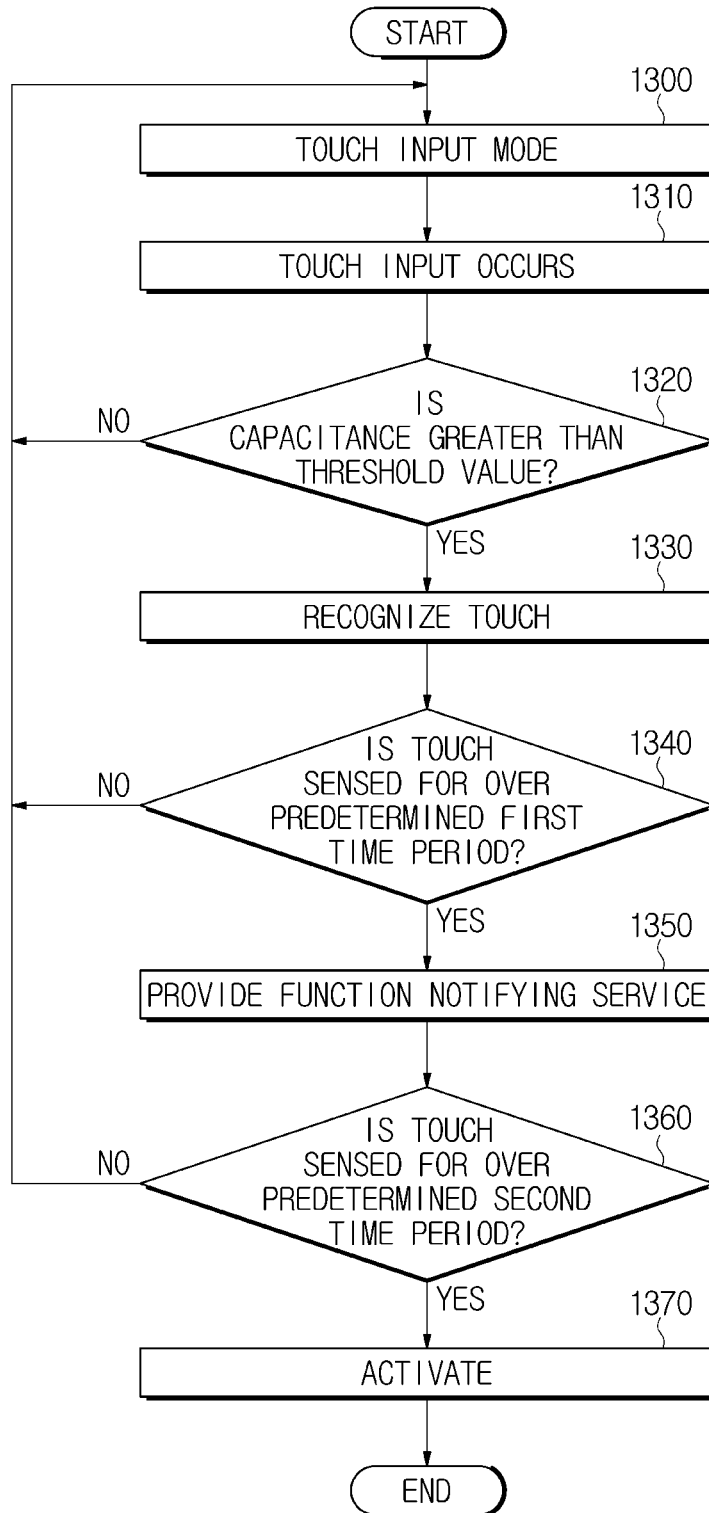 START
1300
TOUCH INPUT MODE
1310
TOUCH INPUT OCCURS
1320
IS
CAPACITANCE GREATER THAN
THRESHOLD VALUE?
NO
YES
1330
RECOGNIZE TOUCH
1340
IS TOUCH
SENSED FOR OVER
PREDETERMINED FIRST
TIME PERIOD?
NO
YES
1350
PROVIDE FUNCTION NOTIFYING SERVICE
1360
IS TOUCH
SENSED FOR OVER
PREDETERMINED SECOND
TIME PERIOD?
NO
YES
1370
ACTIVATE
END